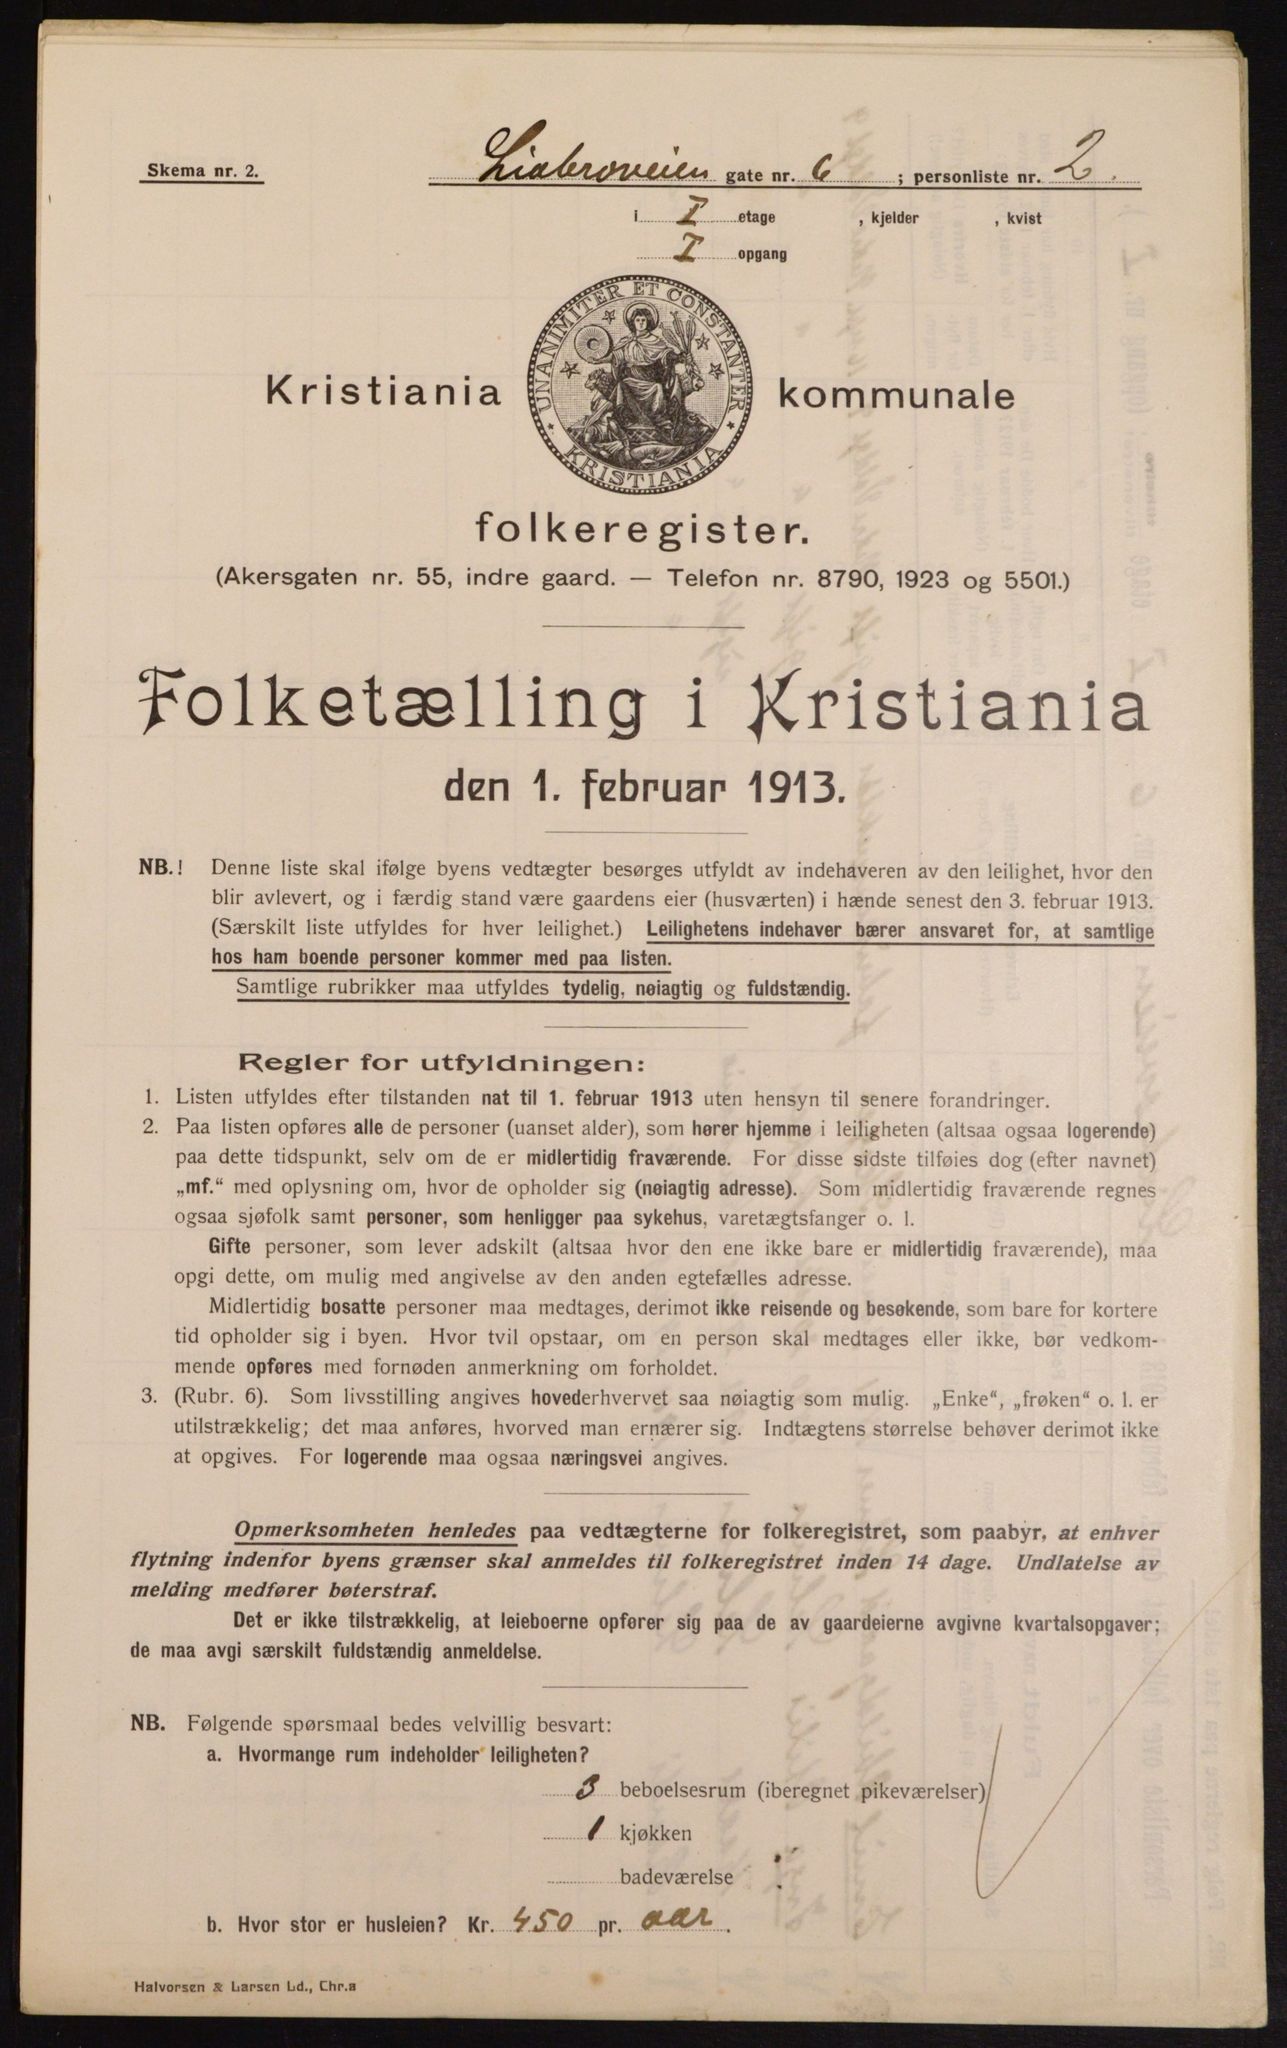 Skema nr. 2.
Liabroveien gate nr. 6 ; personliste nr. 2.
i I etage , kjelder , kvist
I opgang
UNANIMITER ET CONSTANTER
KRISTIANIA
Kristiania kommunale
folkeregister.
(Akersgaten nr. 55, indre gaard. — Telefon nr. 8790, 1923 og 5501.)
Folketælling i Kristiania
den 1. februar 1913.
NB.! Denne liste skal ifølge byens vedtægter besørges utfyldt av indehaveren av den leilighet, hvor den
blir avlevert, og i færdig stand være gaardens eier (husværten) i hænde senest den 3. februar 1913.
(Særskilt liste utfyldes for hver leilighet.) Leilighetens indehaver bærer ansvaret for, at samtlige
hos ham boende personer kommer med paa listen.
Samtlige rubrikker maa utfyldes tydelig, nøiagtig og fuldstændig.
Regler for utfyldningen:
1. Listen utfyldes efter tilstanden nat til 1. februar 1913 uten hensyn til senere forandringer.
2. Paa listen opføres alle de personer (uanset alder), som hører hjemme i leiligheten (altsaa ogsaa logerende)
paa dette tidspunkt, selv om de er midlertidig fraværende. For disse sidste tilføies dog (efter navnet)
„mf.“ med oplysning om, hvor de opholder sig (nøiagtig adresse). Som midlertidig fraværende regnes
ogsaa sjøfolk samt personer, som henligger paa sykehus, varetægtsfanger o. l.
Gifte personer, som lever adskilt (altsaa hvor den ene ikke bare er midlertidig fraværende), maa
opgi dette, om mulig med angivelse av den anden egtefælles adresse.
Midlertidig bosatte personer maa medtages, derimot ikke reisende og besøkende, som bare for kortere
tid opholder sig i byen. Hvor tvil opstaar, om en person skal medtages eller ikke, bør vedkom-
mende opføres med fornøden anmerkning om forholdet.
3. (Rubr. 6). Som livsstilling angives hovederhvervet saa nøiagtig som mulig. „Enke“, „frøken“ o. l. er
utilstrækkelig; det maa anføres, hvorved man ernærer sig. Indtægtens størrelse behøver derimot ikke
at opgives. For logerende maa ogsaa næringsvei angives.
Opmerksomheten henledes paa vedtægterne for folkeregistret, som paabyr, at enhver
flytning indenfor byens grænser skal anmeldes til folkeregistret inden 14 dage. Undlatelse av
melding medfører bøterstraf.
Det er ikke tilstrækkelig, at leieboerne opfører sig paa de av gaardeierne avgivne kvartalsopgaver;
de maa avgi særskilt fuldstændig anmeldelse.
NB. Følgende spørsmaal bedes velvillig besvart:
a. Hvormange rum indeholder leiligheten?
3 beboelsesrum (iberegnet pikeværelser)
1 kjøkken
badeværelse
b. Hvor stor er husleien? Kr. 450 pr. aar.
Halvorsen & Larsen Ld., Chr.a